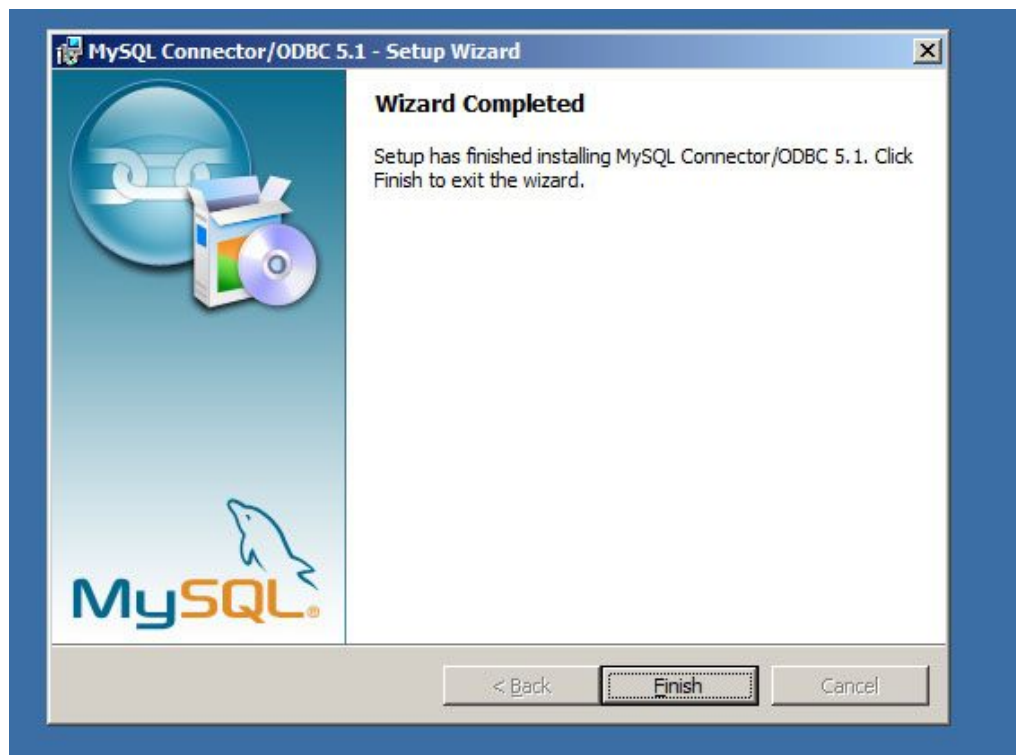 MySQL Connector/ODBC 5.1 - Setup Wizard
Wizard Completed
Setup has finished installing MySQL Connector/ODBC 5.1. Click
Finish to exit the wizard.
MySQL®
< Back
Finish
Cancel